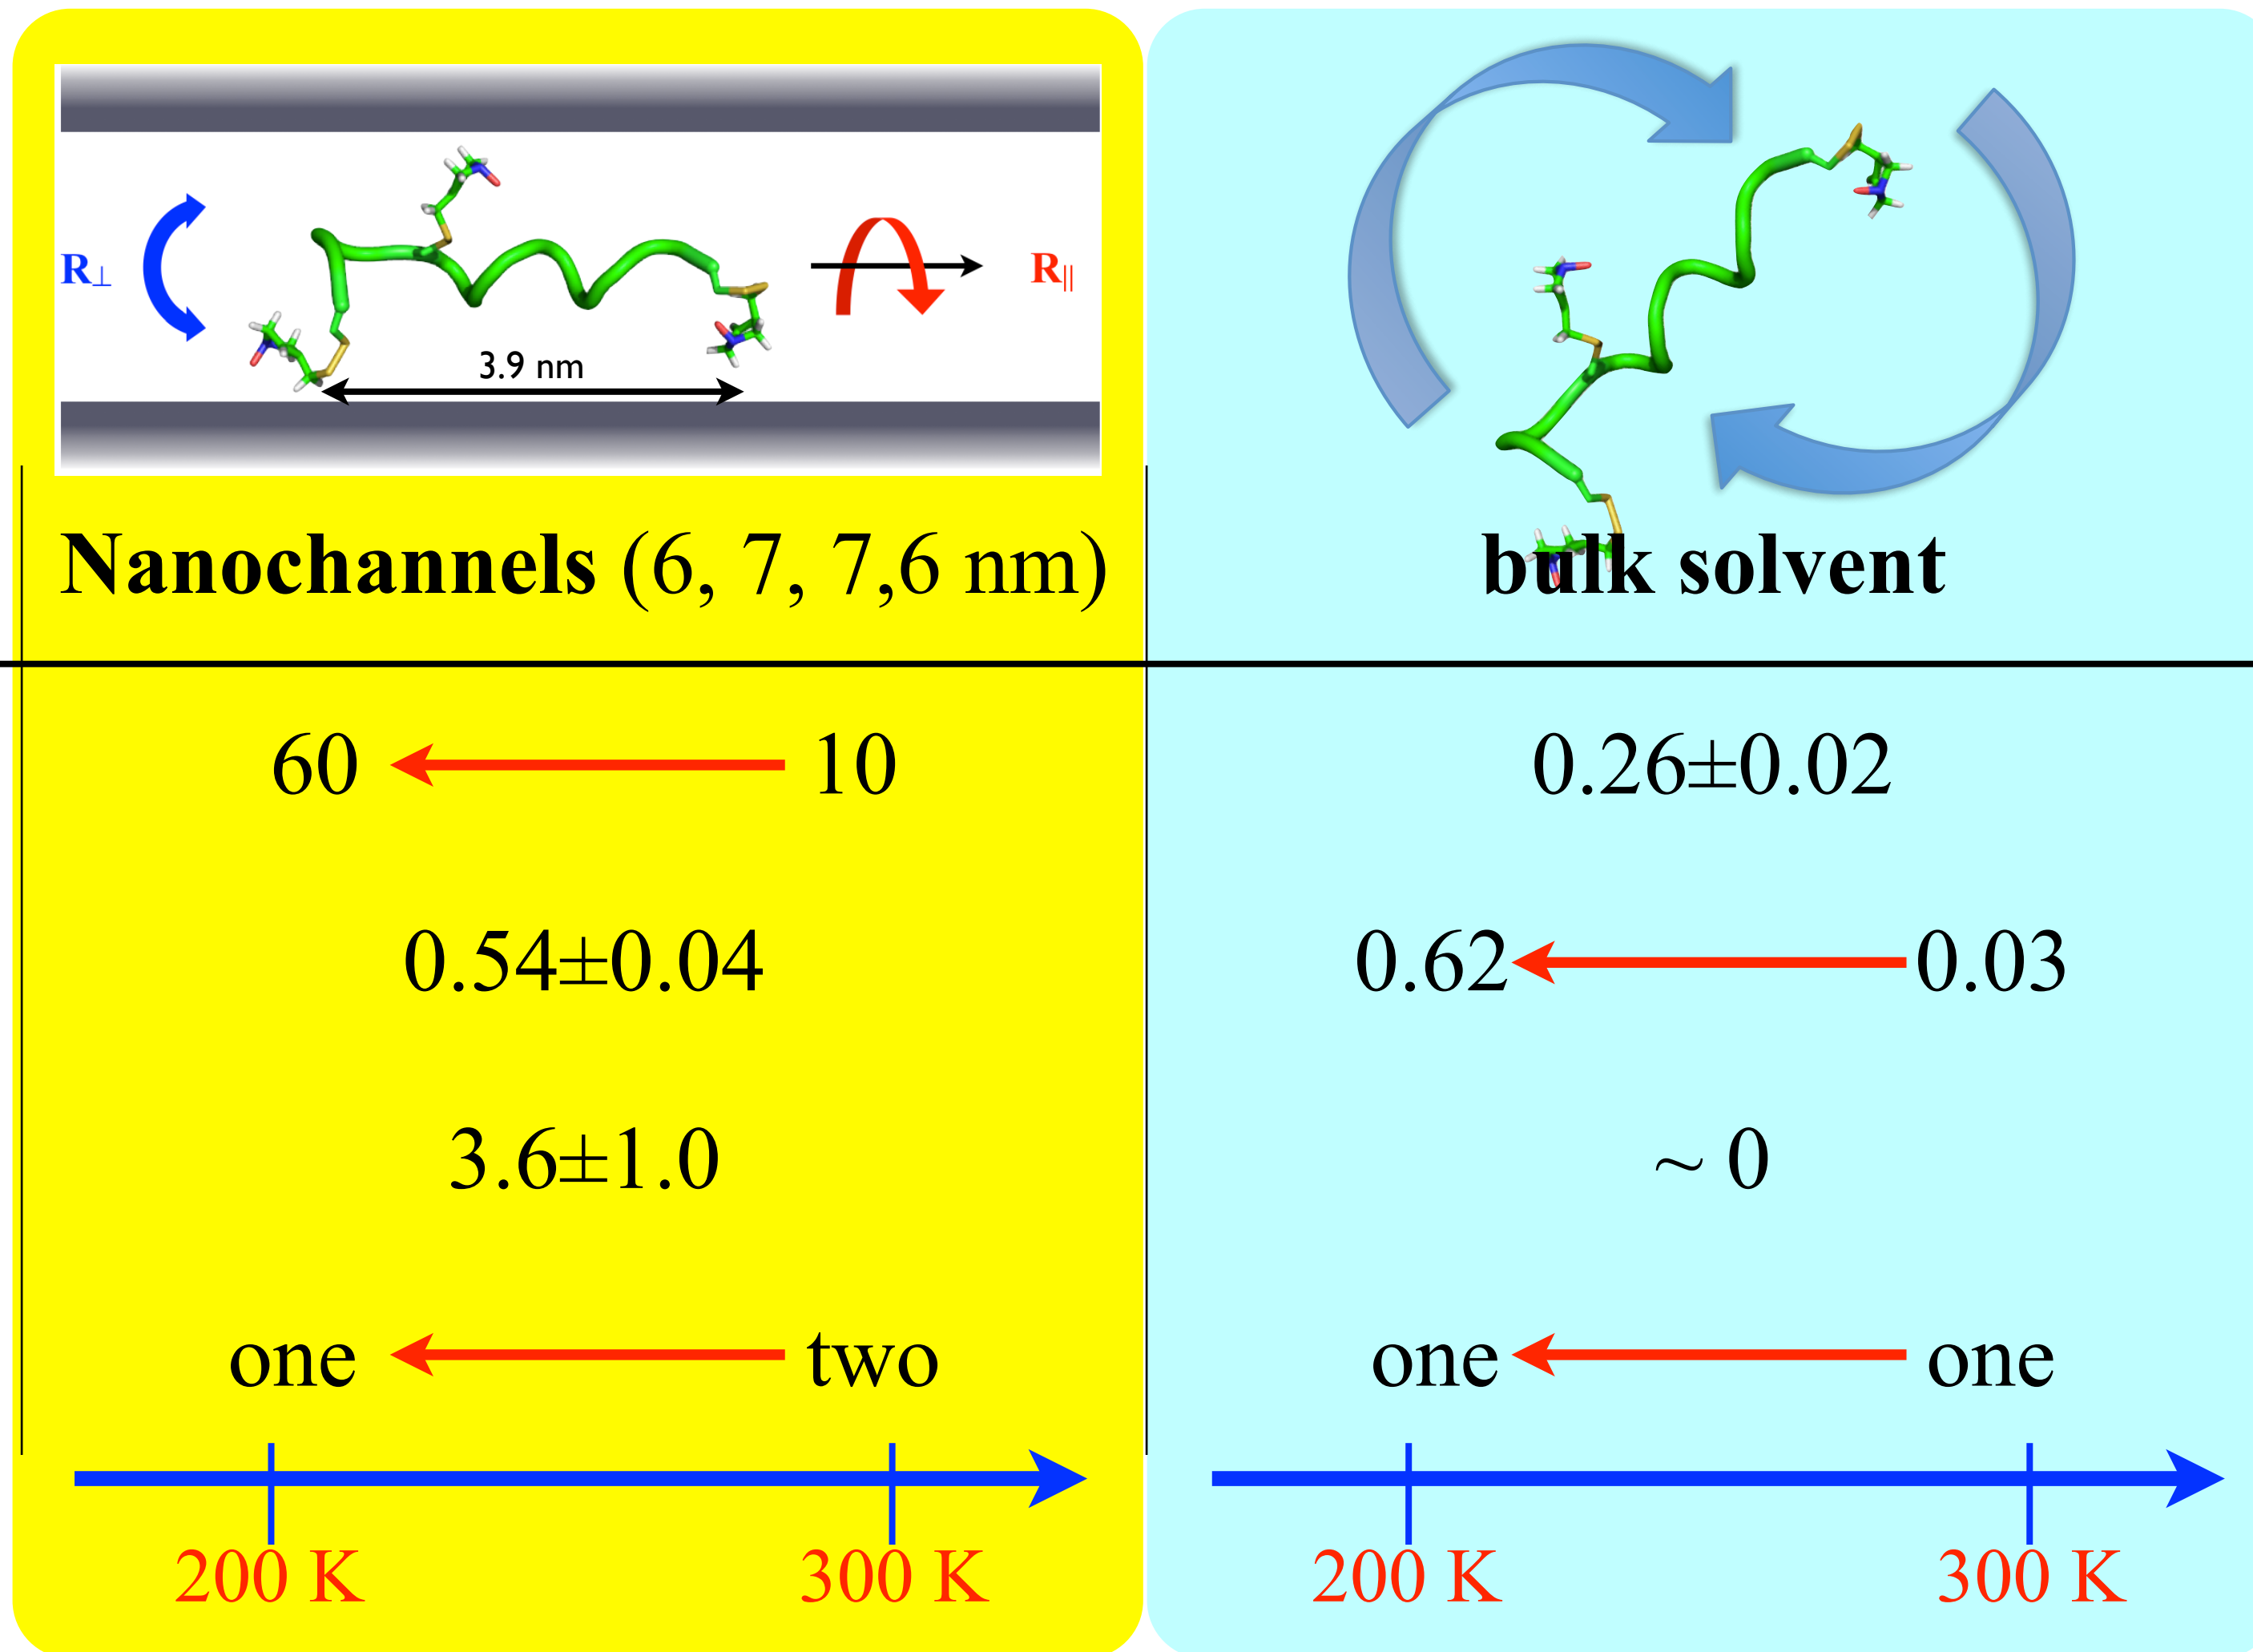 R⊥
R||
3.9 nm
Nanochannels (6, 7, 7.6 nm)
bulk solvent
60 10
0.26±0.02
0.54±0.04
0.62 0.03
3.6±1.0
~ 0
one two
one one
200 K 300 K
200 K 300 K